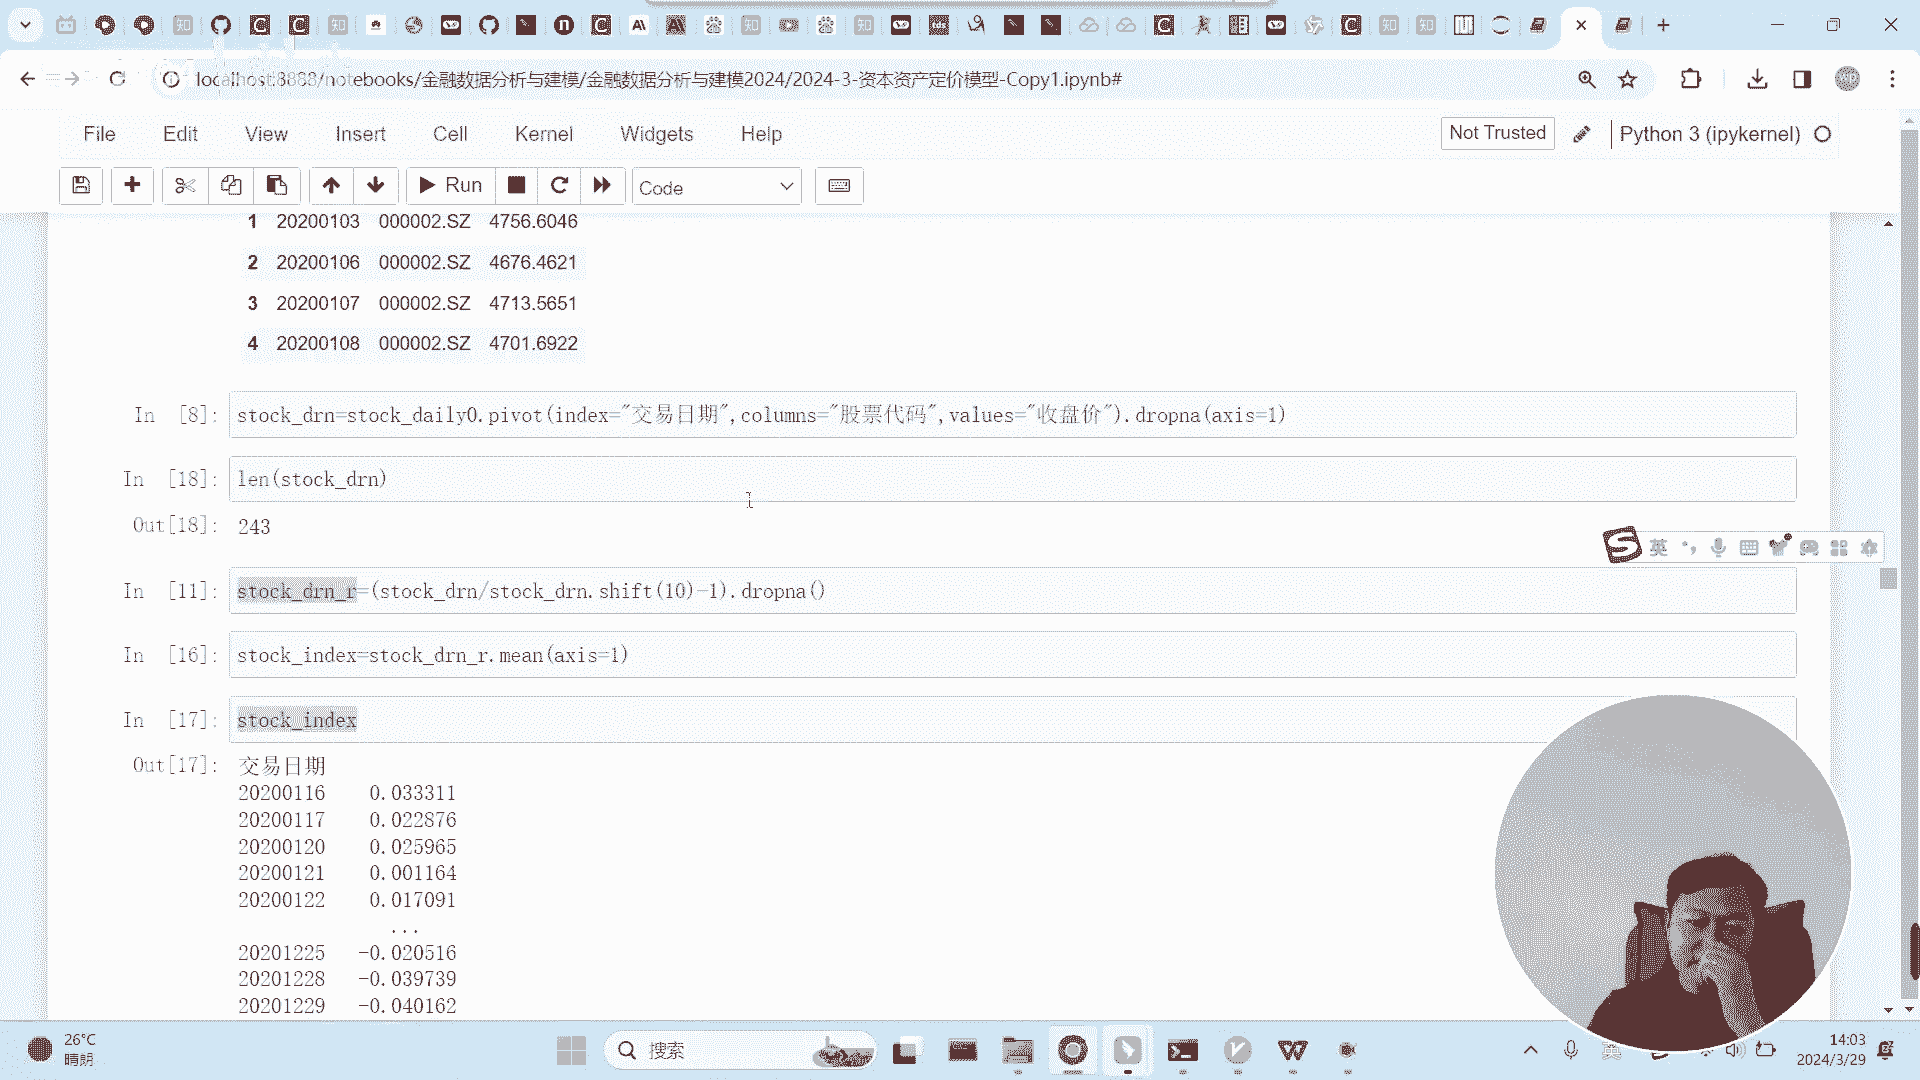 localhost:8888/notebooks/金融数据分析与建模/金融数据分析与建模2024/2024-3-资本资产定价模型-Copy1.ipynb#
File Edit View Insert Cell Kernel Widgets Help Not Trusted Python 3 (ipykernel)
Run Code
1 20200103 000002.SZ 4756.6046
2 20200106 000002.SZ 4676.4621
3 20200107 000002.SZ 4713.5651
4 20200108 000002.SZ 4701.6922
In [8]: stock_drn=stock_daily0.pivot(index="交易日期",columns="股票代码",values="收盘价").dropna(axis=1)
In [18]: len(stock_drn)
Out[18]: 243
英
In [11]: stock_drn_r=(stock_drn/stock_drn.shift(10)-1).dropna()
In [16]: stock_index=stock_drn_r.mean(axis=1)
In [17]: stock_index
Out[17]: 交易日期
20200116 0.033311
20200117 0.022876
20200120 0.025965
20200121 0.001164
20200122 0.017091
...
20201225 -0.020516
20201228 -0.039739
20201229 -0.040162
26°C
晴朗
搜索
英
14:03
2024/3/29